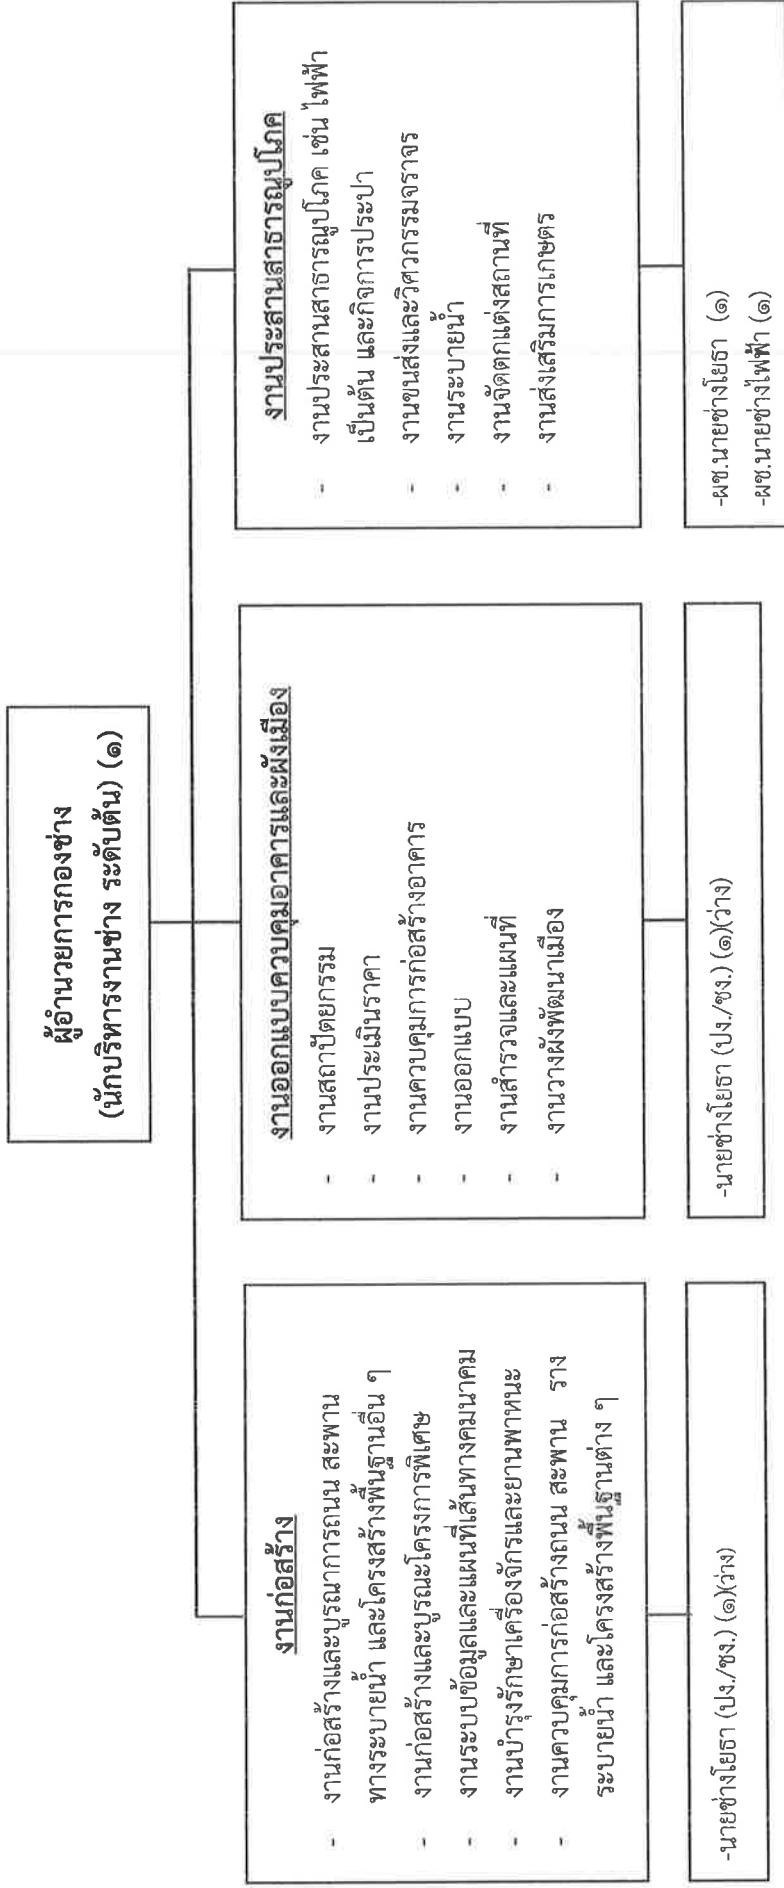 ผู้อำนวยการกองช่าง
(นักบริหารงานช่าง ระดับต้น) (๑)
งานก่อสร้าง
- งานก่อสร้างและบูรณาการถนน สะพาน
ทางระบายน้ำ และโครงสร้างพื้นฐานอื่น ๆ
- งานก่อสร้างและบูรณะโครงการพิเศษ
- งานระบบข้อมูลและแผนที่เส้นทางคมนาคม
- งานบำรุงรักษาเครื่องจักรและยานพาหนะ
- งานควบคุมการก่อสร้างถนน สะพาน ราง
ระบายน้ำ และโครงสร้างพื้นฐานต่าง ๆ
-นายช่างโยธา (ปง./ชง.) (๑)(ว่าง)
งานออกแบบควบคุมอาคารและผังเมือง
- งานสถาปัตยกรรม
- งานประเมินราคา
- งานควบคุมการก่อสร้างอาคาร
- งานออกแบบ
- งานสำรวจและแผนที่
- งานวางผังพัฒนาเมือง
-นายช่างโยธา (ปง./ชง.) (๑)(ว่าง)
งานประสานสาธารณูปโภค
- งานประสานสาธารณูปโภค เช่น ไฟฟ้า
เป็นต้น และกิจการประปา
- งานขนส่งและวิศวกรรมจราจร
- งานระบายน้ำ
- งานจัดตกแต่งสถานที่
- งานส่งเสริมการเกษตร
-ผช.นายช่างโยธา (๑)
-ผช.นายช่างไฟฟ้า (๑)